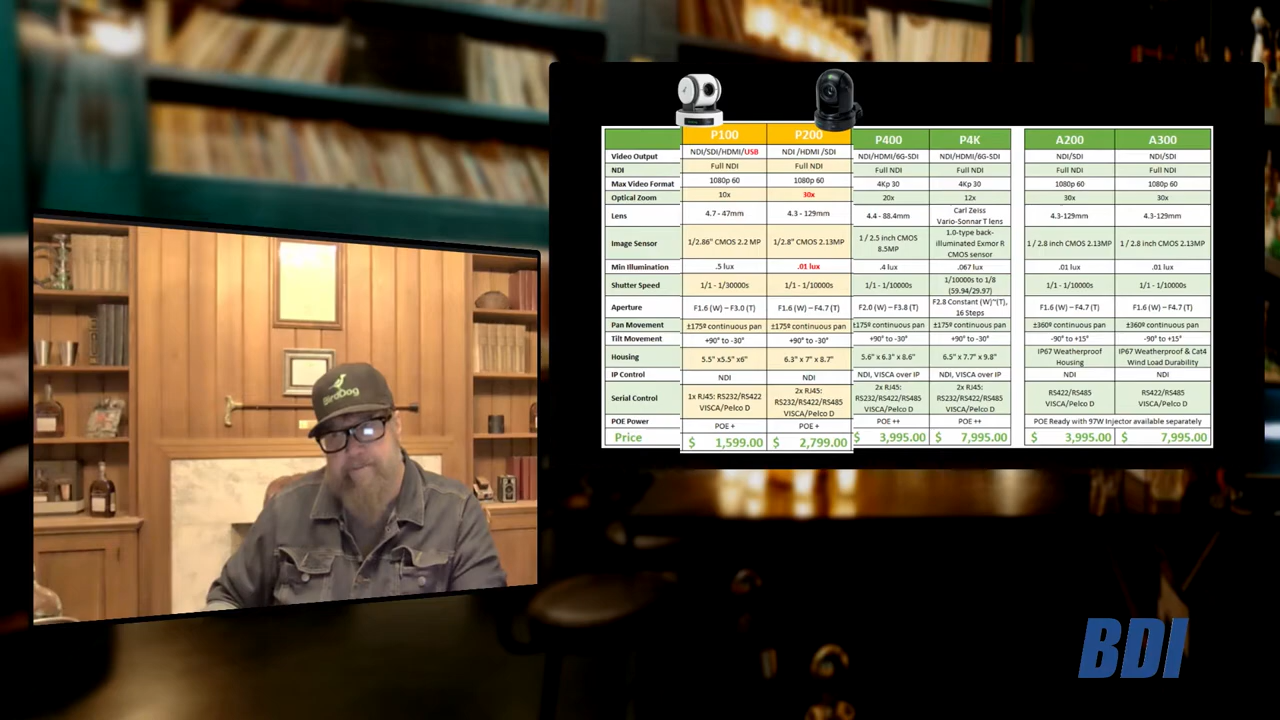 P100 P200 P400 P4K A200 A300
Video Output NDI/SDI/HDMI/USB NDI /HDMI /SDI NDI/HDMI/6G-SDI NDI/HDMI/6G-SDI NDI/SDI NDI/SDI
NDI Full NDI Full NDI Full NDI Full NDI Full NDI Full NDI
Max Video Format 1080p 60 1080p 60 4Kp 30 4Kp 30 1080p 60 1080p 60
Optical Zoom 10x 30x 20x 12x 30x 30x
Lens 4.7 - 47mm 4.3 - 129mm 4.4 - 88.4mm Carl Zeiss Vario-Sonnar T lens 4.3-129mm 4.3-129mm
Image Sensor 1/2.86" CMOS 2.2 MP 1/2.8" CMOS 2.13MP 1 / 2.5 inch CMOS 8.5MP 1.0-type back-illuminated Exmor R CMOS sensor 1 / 2.8 inch CMOS 2.13MP 1 / 2.8 inch CMOS 2.13MP
Min Illumination .5 lux .01 lux .4 lux .067 lux .01 lux .01 lux
Shutter Speed 1/1 - 1/30000s 1/1 - 1/10000s 1/1 - 1/10000s 1/10000s to 1/8 (59.94/29.97) 1/1 - 1/10000s 1/1 - 1/10000s
Aperture F1.6 (W) – F3.0 (T) F1.6 (W) – F4.7 (T) F2.0 (W) – F3.8 (T) F2.8 Constant (W)~(T), 16 Steps F1.6 (W) – F4.7 (T) F1.6 (W) – F4.7 (T)
Pan Movement ±175º continuous pan ±175º continuous pan ±175º continuous pan ±175º continuous pan ±360º continuous pan ±360º continuous pan
Tilt Movement +90° to -30° +90° to -30° +90° to -30° +90° to -30° -90° to +15° -90° to +15°
Housing 5.5" x5.5" x6" 6.3" x 7" x 8.7" 5.6" x 6.3" x 8.6" 6.5" x 7.7" x 9.8" IP67 Weatherproof Housing IP67 Weatherproof & Cat4 Wind Load Durability
IP Control NDI NDI NDI, VISCA over IP NDI, VISCA over IP NDI NDI
Serial Control 1x RJ45: RS232/RS422 VISCA/Pelco D 2x RJ45: RS232/RS422/RS485 VISCA/Pelco D 2x RJ45: RS232/RS422/RS485 VISCA/Pelco D 2x RJ45: RS232/RS422/RS485 VISCA/Pelco D RS422/RS485 VISCA/Pelco D RS422/RS485 VISCA/Pelco D
POE Power POE + POE + POE ++ POE ++ POE Ready with 97W Injector available separately
Price $ 1,599.00 $ 2,799.00 $ 3,995.00 $ 7,995.00 $ 3,995.00 $ 7,995.00
BirdDog
BDI